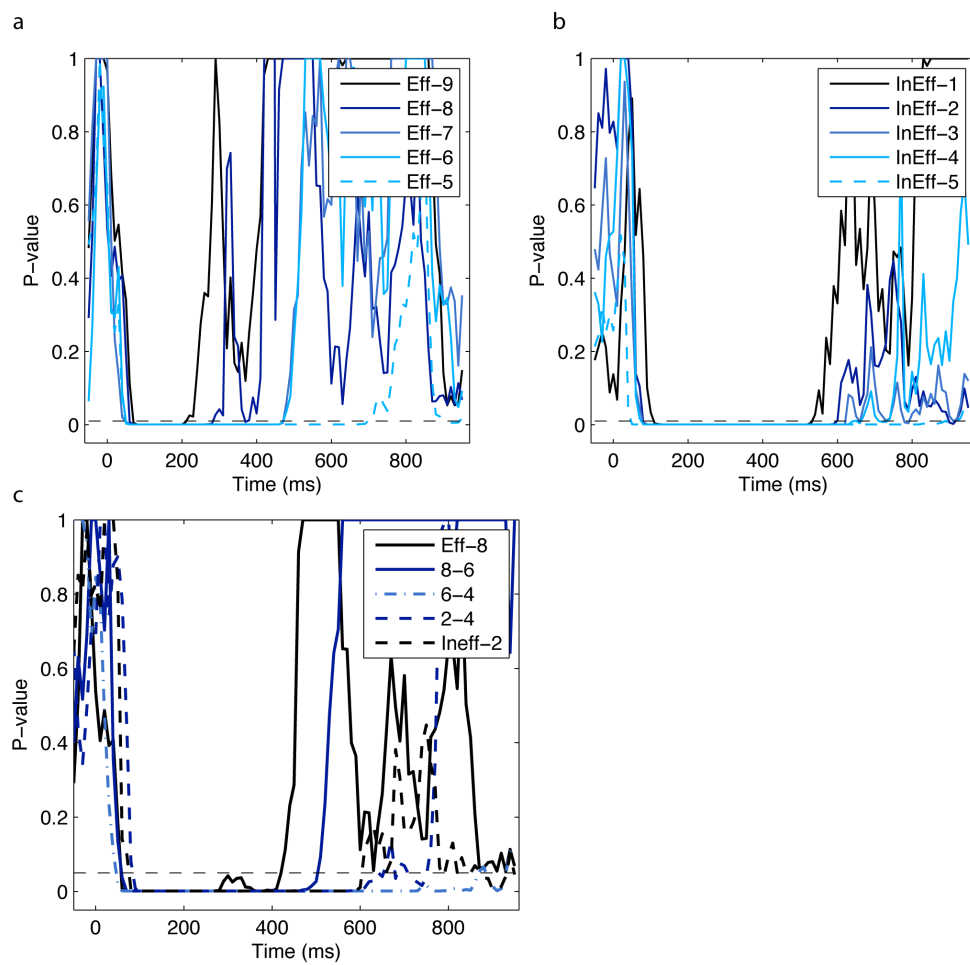 a
1
0.8
0.6
0.4
0.2
0
P-value
0 200 400 600 800
Time (ms)
Eff-9
Eff-8
Eff-7
Eff-6
Eff-5
b
1
0.8
0.6
0.4
0.2
0
P-value
0 200 400 600 800
Time (ms)
InEff-1
InEff-2
InEff-3
InEff-4
InEff-5
c
1
0.8
0.6
0.4
0.2
0
P-value
0 200 400 600 800
Time (ms)
Eff-8
8-6
6-4
2-4
Ineff-2